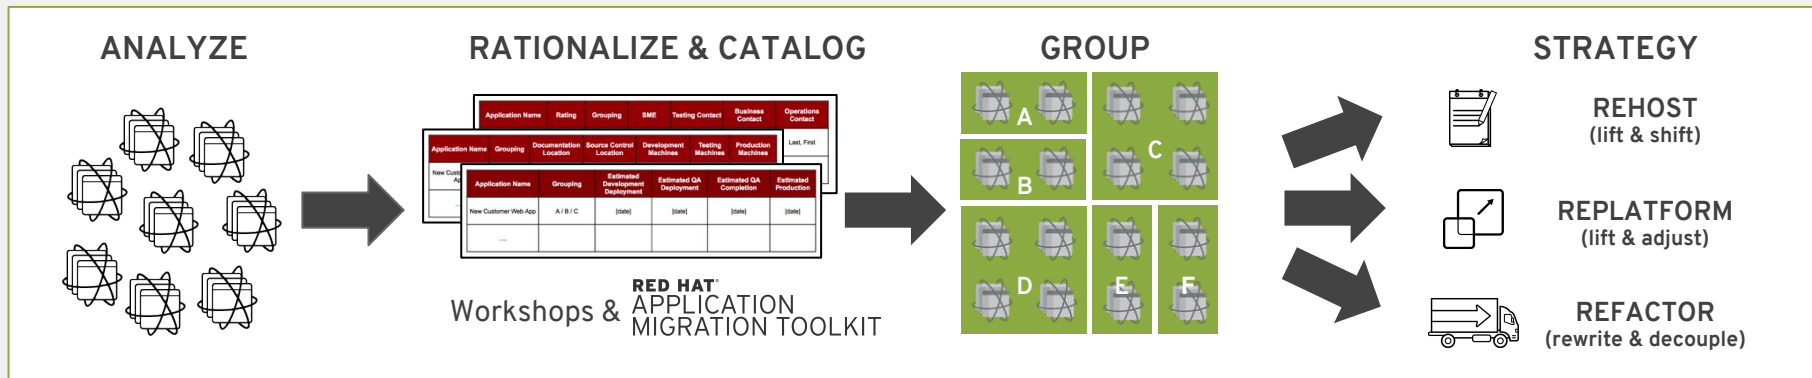 ANALYZE
RATIONALIZE & CATALOG
GROUP
STRATEGY
Application Name Rating Grouping SME Testing Contact Business Contact Operations Contact
Last, First
Application Name Grouping Documentation Location Source Control Location Development Machines Testing Machines Production Machines
New
Application Name Grouping Estimated Development Deployment Estimated QA Deployment Estimated QA Completion Estimated Production
New Customer Web App A / B / C [date] [date] [date] [date]
....
Workshops &
RED HAT®
APPLICATION
MIGRATION TOOLKIT
A
B
C
D
E
F
REHOST
(lift & shift)
REPLATFORM
(lift & adjust)
REFACTOR
(rewrite & decouple)